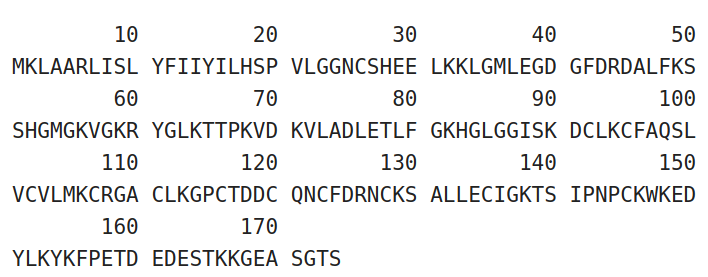 10 20 30 40 50
MKLAARLISL YFIIYILHSP VLGGNCSHEE LKKLGMLEGD GFDRDALFKS
60 70 80 90 100
SHGMGKVGKR YGLKTTPKVD KVLADLETLF GKHGLGGISK DCLKCFAQSL
110 120 130 140 150
VCVLMKCRGA CLKGPCTDDC QNCFDRNCKS ALLECIGKTS IPNPCKWKED
160 170
YLKYKFPETD EDESTKKGEA SGTS